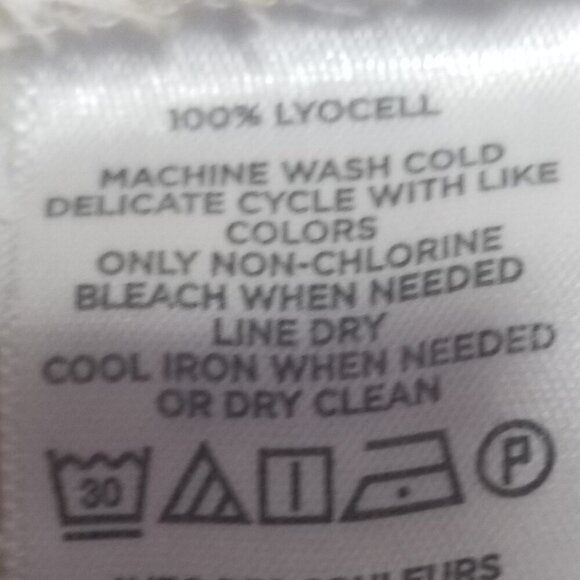 100% LYOCELL
MACHINE WASH COLD
DELICATE CYCLE WITH LIKE
COLORS
ONLY NON-CHLORINE
BLEACH WHEN NEEDED
LINE DRY
COOL IRON WHEN NEEDED
OR DRY CLEAN
30 P
COULEURS